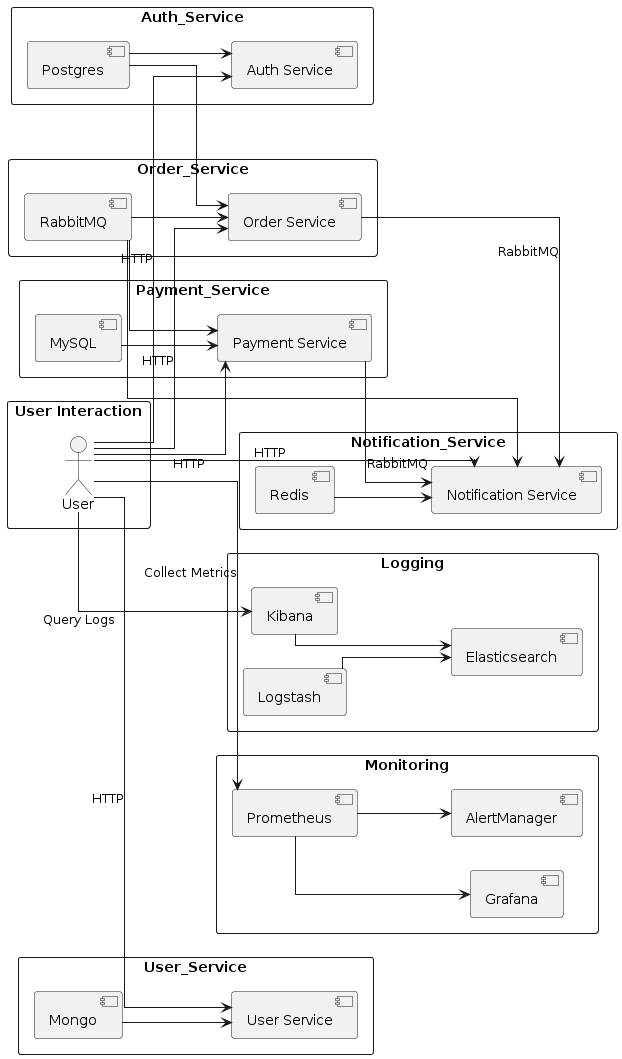 Auth_Service
Postgres
Auth Service
Order_Service
RabbitMQ
Order Service
RabbitMQ
HTTP
Payment_Service
MySQL
Payment Service
HTTP
User Interaction
User
HTTP
HTTP
Notification_Service
RabbitMQ
Redis
Notification Service
Logging
Collect Metrics
Kibana
Query Logs
Elasticsearch
Logstash
Monitoring
Prometheus
AlertManager
HTTP
Grafana
User_Service
Mongo
User Service